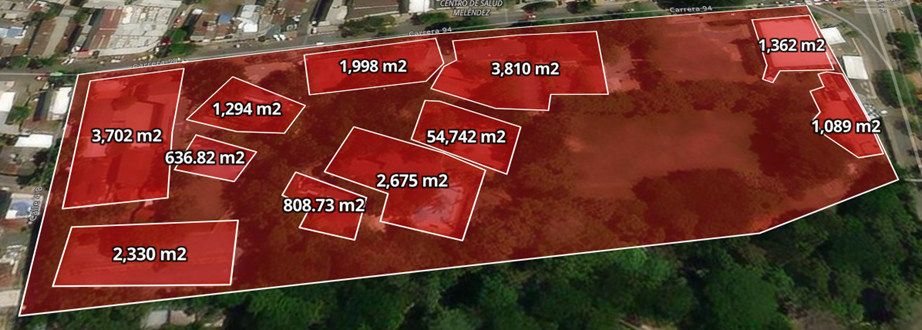 CENTRO DE SALUD
MELÉNDEZ
Carrera 94
Carrera 94
1,362 m2
1,998 m2
3,810 m2
1,294 m2
3,702 m2
54,742 m2
1,089 m2
636.82 m2
2,675 m2
808.73 m2
2,330 m2